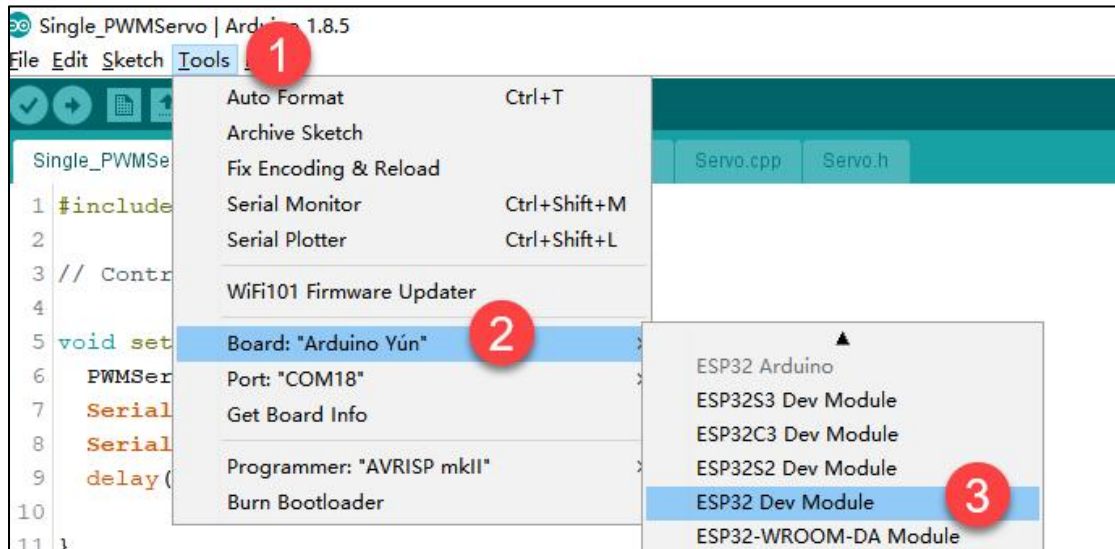 Single_PWMServo | Arduino 1.8.5
File Edit Sketch Tools
1
Auto Format Ctrl+T
Archive Sketch
Fix Encoding & Reload
Serial Monitor Ctrl+Shift+M
Serial Plotter Ctrl+Shift+L
WiFi101 Firmware Updater
Board: "Arduino Yún"
2
Port: "COM18"
Get Board Info
Programmer: "AVRISP mkII"
Burn Bootloader
ESP32 Arduino
ESP32S3 Dev Module
ESP32C3 Dev Module
ESP32S2 Dev Module
ESP32 Dev Module
3
ESP32-WROOM-DA Module
Single_PWMSe Servo.cpp Servo.h
1 #include
2
3 // Contr
4
5 void set
6 PWMSer
7 Serial
8 Serial
9 delay(
10
11 }